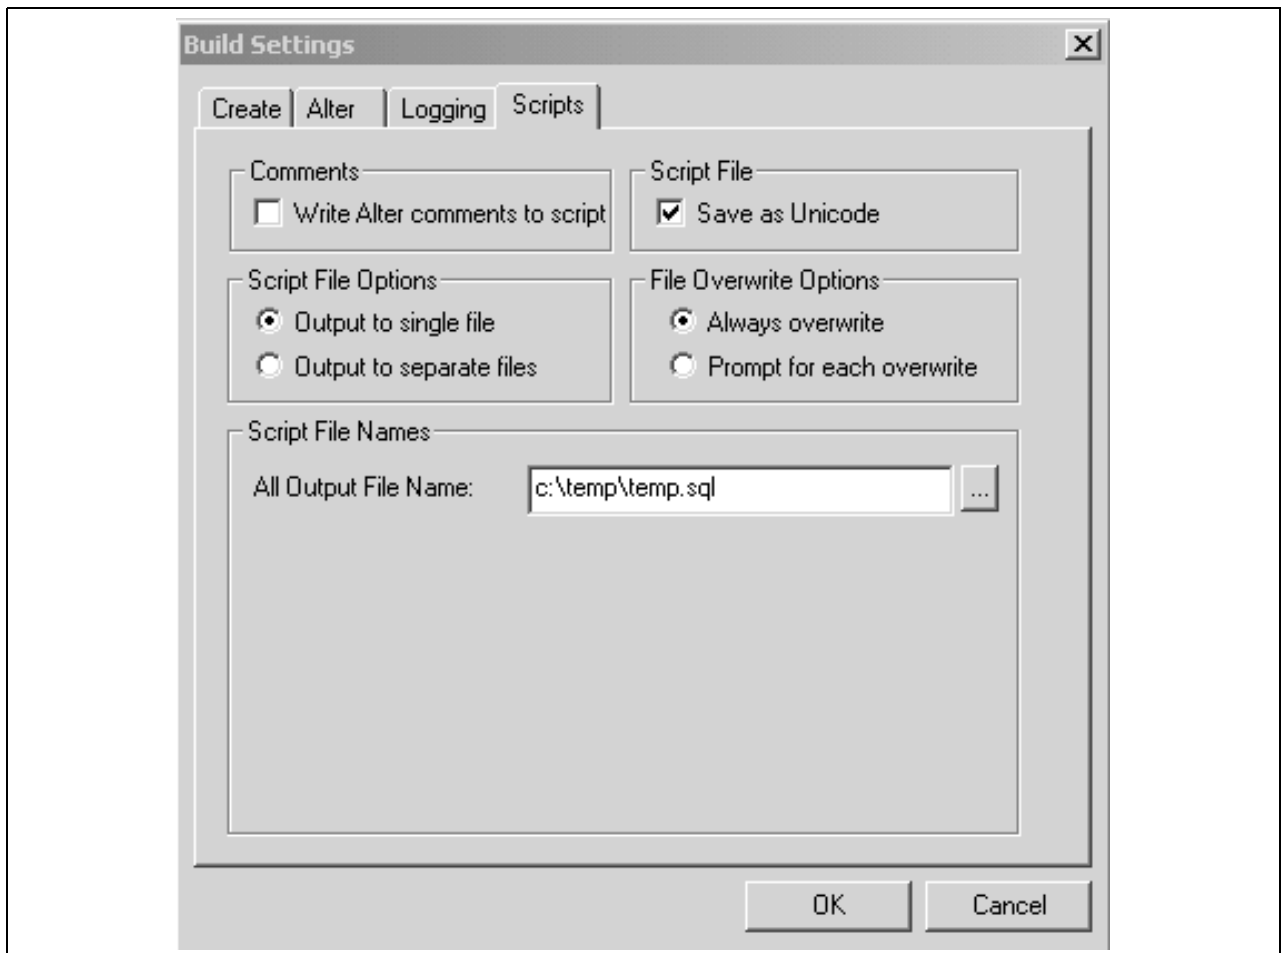 Build Settings
Create Alter Logging Scripts
Comments
Write Alter comments to script
Script File
Save as Unicode
Script File Options
Output to single file
Output to separate files
File Overwrite Options
Always overwrite
Prompt for each overwrite
Script File Names
All Output File Name: c:\temp\temp.sql ...
OK Cancel